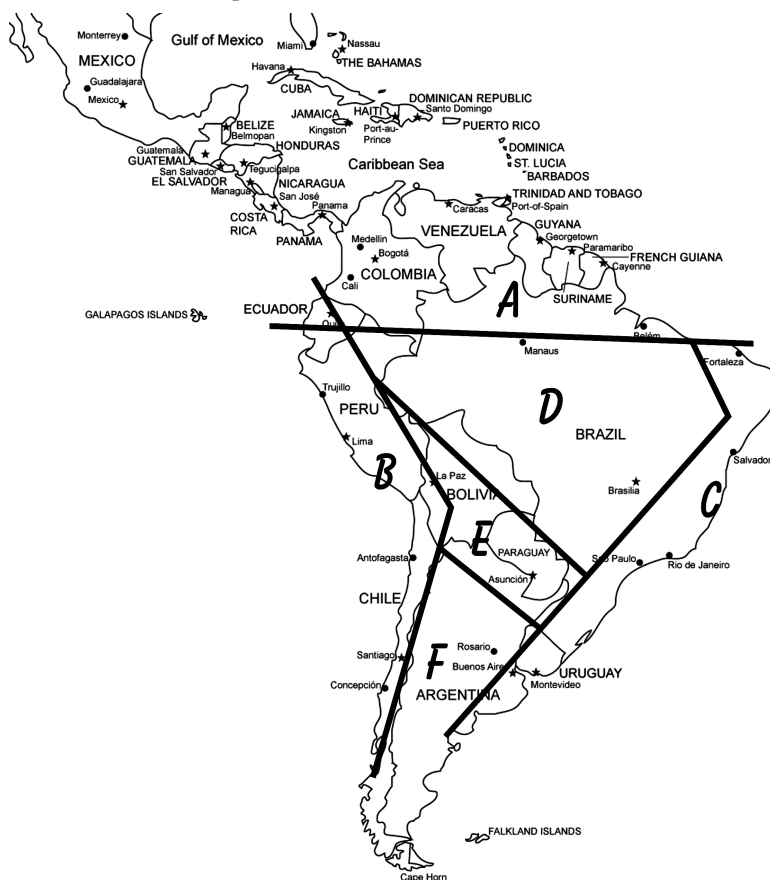 Monterrey
Gulf of Mexico
Miami
Nassau
MEXICO
THE BAHAMAS
Havana
Guadalajara
CUBA
Mexico
DOMINICAN REPUBLIC
JAMAICA
HAITI
Santo Domingo
Kingston
Port-au-
Prince
PUERTO RICO
BELIZE
Belmopan
HONDURAS
DOMINICA
Guatemala
GUATEMALA
Caribbean Sea
ST. LUCIA
San Salvador
Tegucigalpa
BARBADOS
EL SALVADOR
NICARAGUA
Managua
San José
TRINIDAD AND TOBAGO
Panama
Caracas
Port-of-Spain
COSTA
RICA
PANAMA
VENEZUELA
GUYANA
Georgetown
Medellín
Paramaribo
Bogotá
FRENCH GUIANA
COLOMBIA
Cayenne
Cali
SURINAME
A
ECUADOR
GALAPAGOS ISLANDS
Belém
Manaus
Fortaleza
Trujillo
PERU
D
BRAZIL
Lima
Salvador
B
La Paz
BOLIVIA
Brasilia
C
E
PARAGUAY
Antofagasta
São Paulo
Rio de Janeiro
Asunción
CHILE
Rosario
Santiago
F
Buenos Aires
URUGUAY
Concepción
ARGENTINA
Montevideo
FALKLAND ISLANDS
Cape Horn